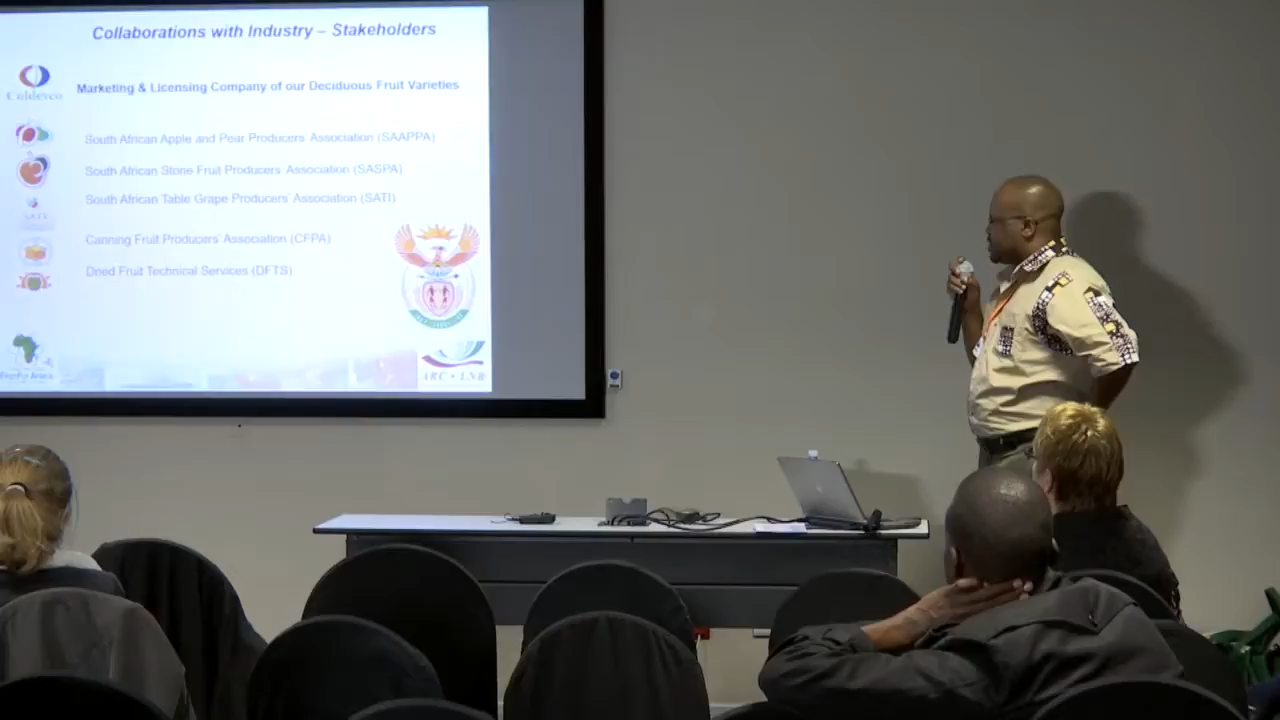 Collaborations with Industry – Stakeholders
Culdevco
Marketing & Licensing Company of our Deciduous Fruit Varieties
South African Apple and Pear Producers' Association (SAAPPA)
South African Stone Fruit Producers' Association (SASPA)
South African Table Grape Producers' Association (SATI)
Canning Fruit Producers' Association (CFPA)
Dried Fruit Technical Services (DFTS)
ARC • LNR